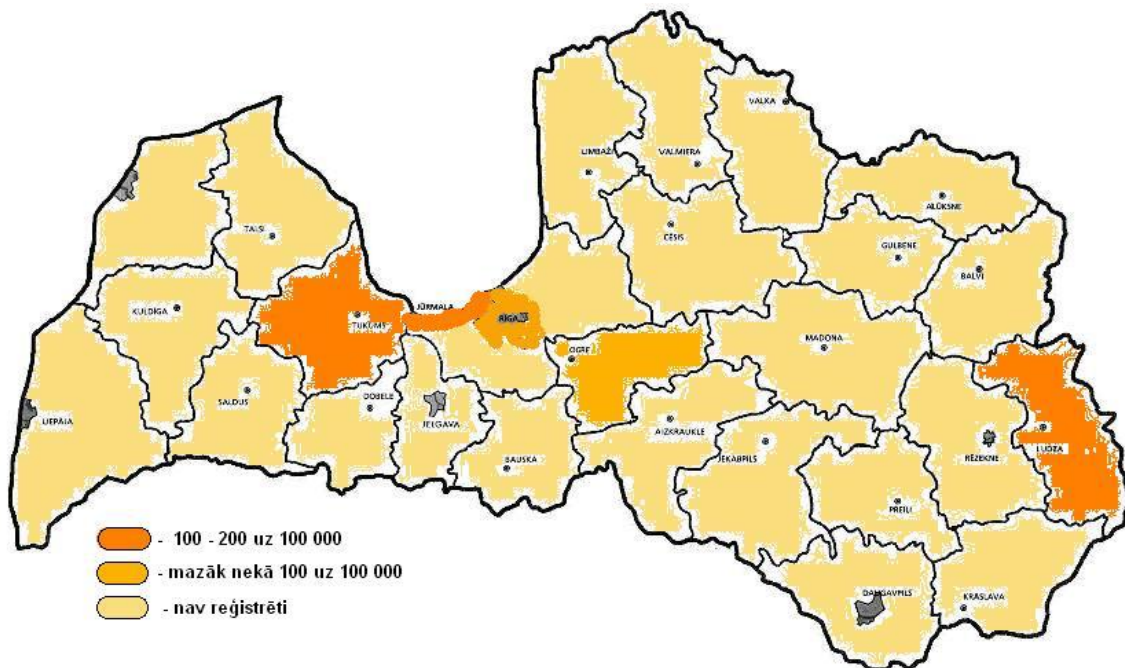 VALKA
LIMBAŽI
VALMIERA
ALŪKSNE
CĒSIS
TALSI
GULBENE
BALVI
KULDĪGA
JŪRMALA
TUKUMS
RĪGA
MADONA
OGRE
SALDUS
DOBELE
JELGAVA
LIEPĀJA
AIZKRAUKLE
LUDZA
RĒZEKNE
JĒKABPILS
BAUSKA
PREIĻI
DAUGAVPILS
KRĀSLAVA
- 100 - 200 uz 100 000
- mazāk nekā 100 uz 100 000
- nav reģistrēti